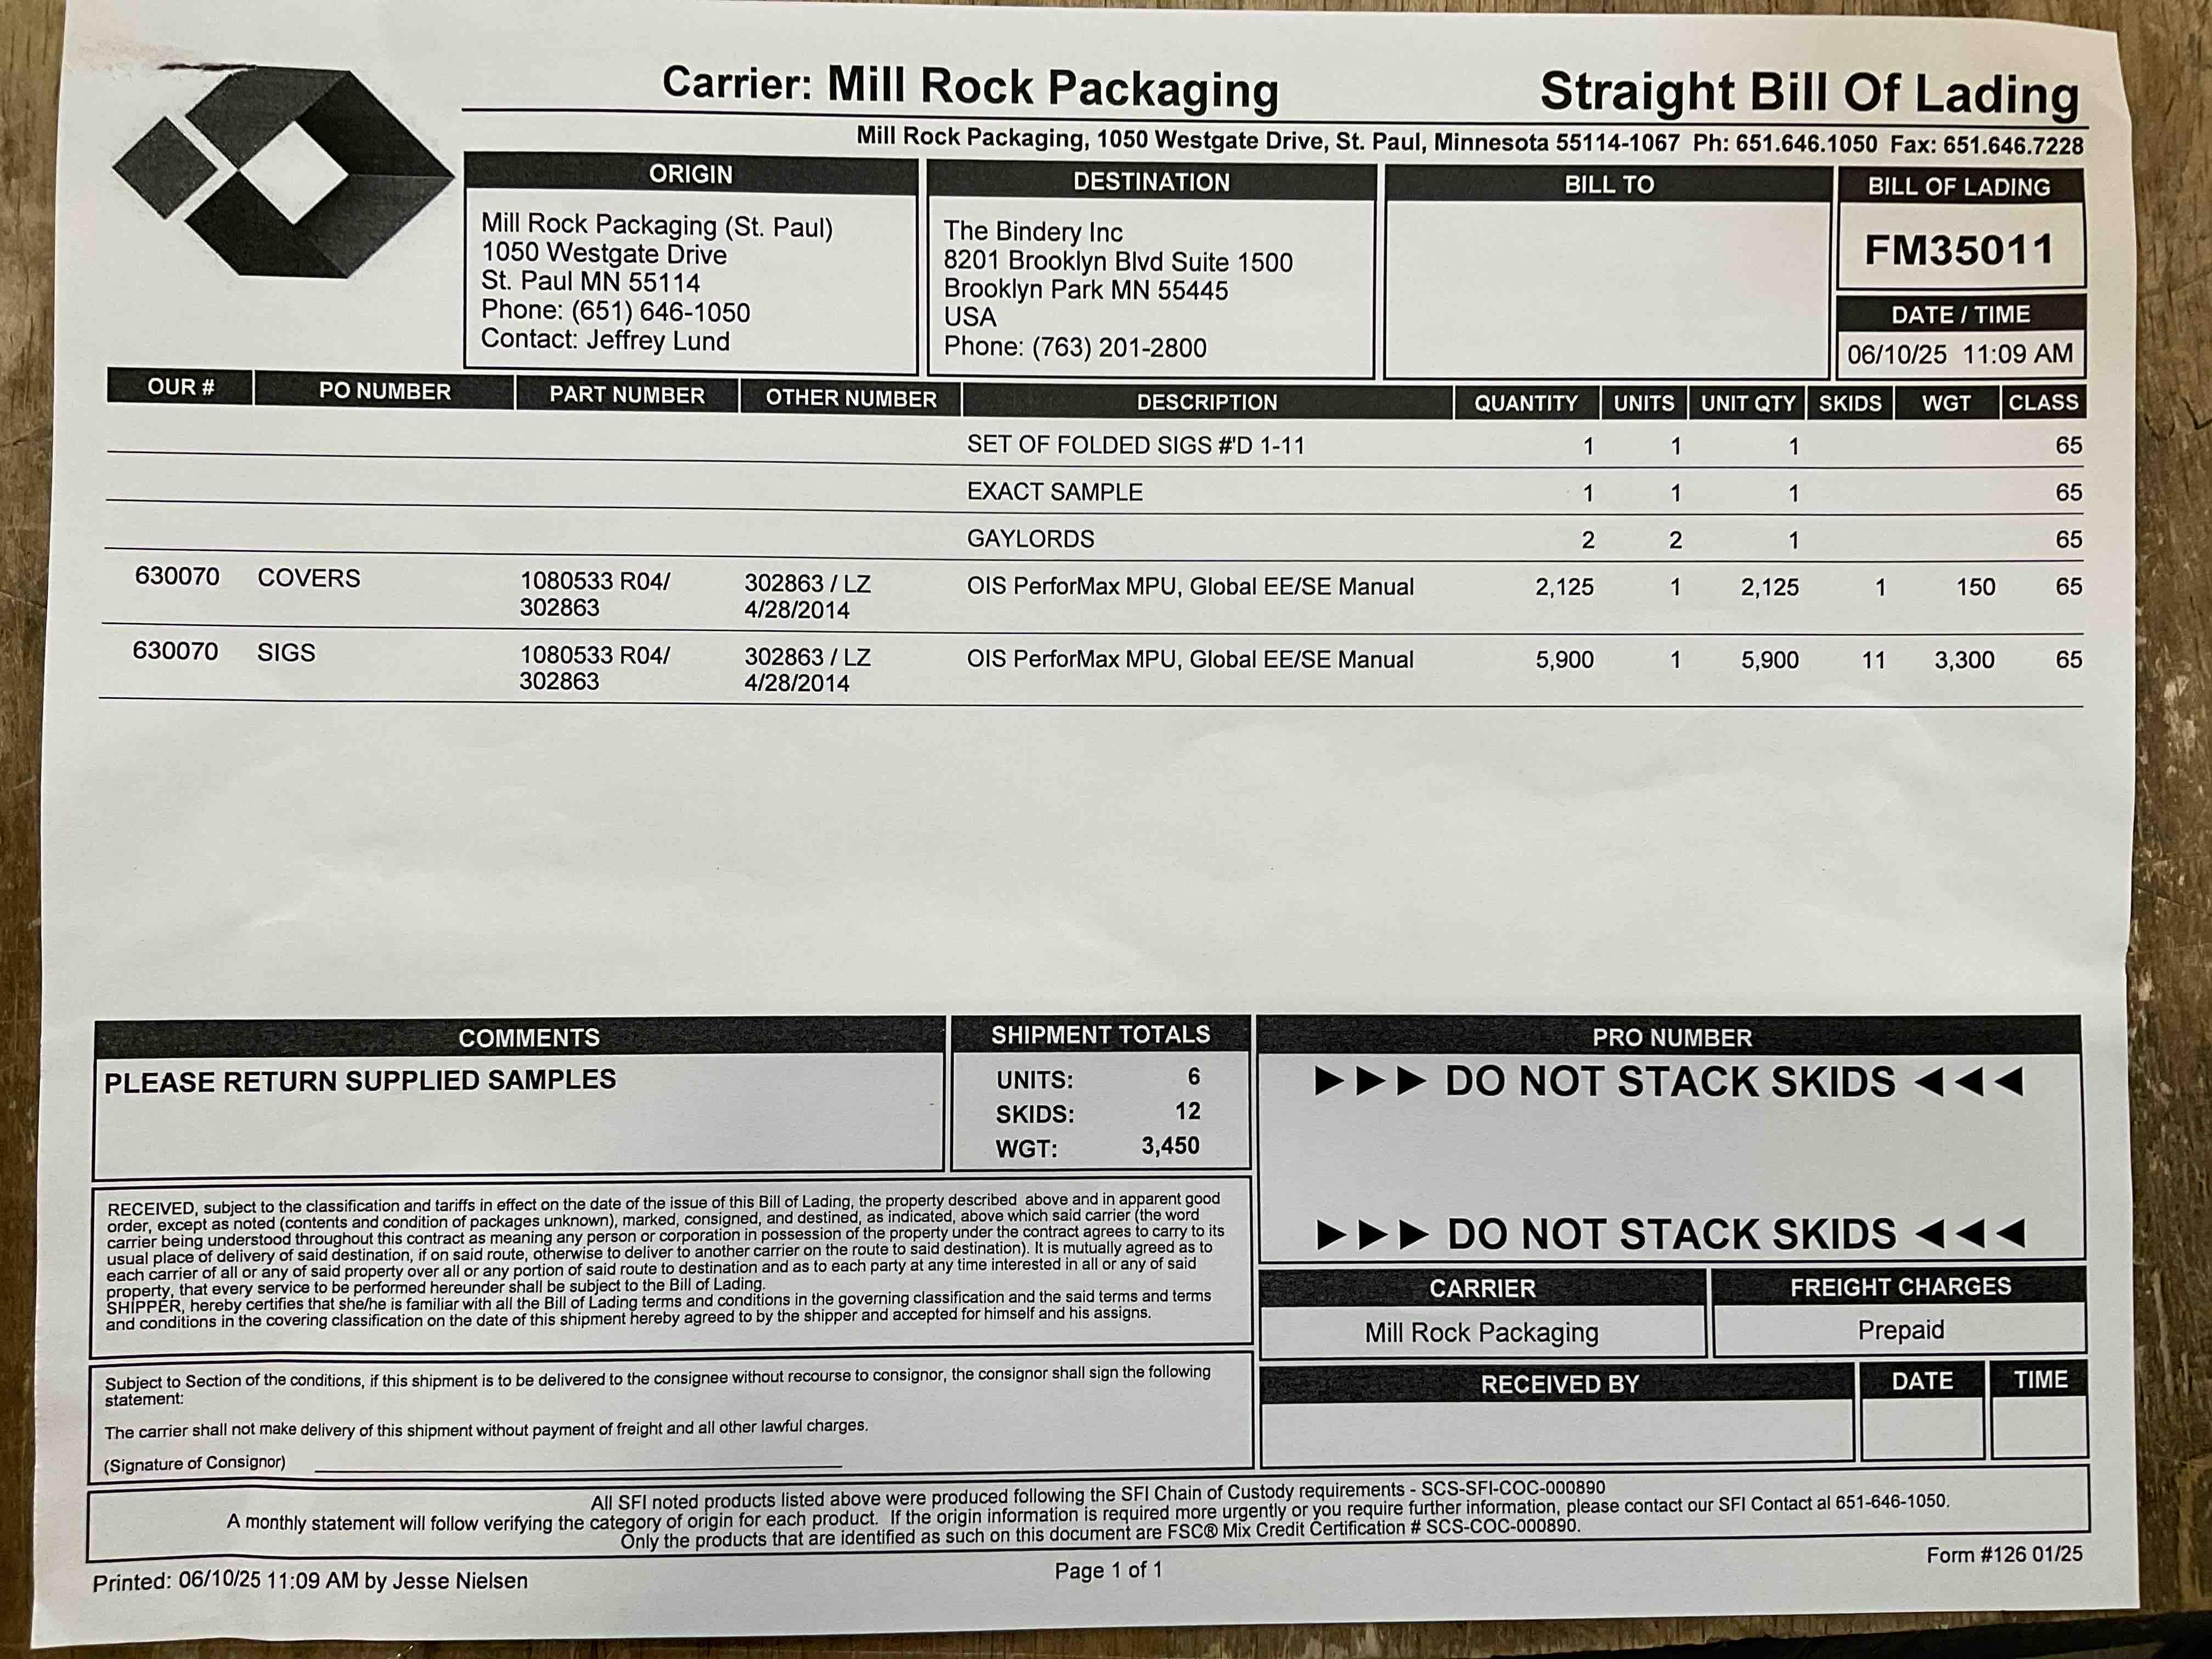 Carrier: Mill Rock Packaging
Straight Bill Of Lading
Mill Rock Packaging, 1050 Westgate Drive, St. Paul, Minnesota 55114-1067 Ph: 651.646.1050 Fax: 651.646.7228
ORIGIN
Mill Rock Packaging (St. Paul)
1050 Westgate Drive
St. Paul MN 55114
Phone: (651) 646-1050
Contact: Jeffrey Lund
DESTINATION
The Bindery Inc
8201 Brooklyn Blvd Suite 1500
Brooklyn Park MN 55445
USA
Phone: (763) 201-2800
BILL TO
BILL OF LADING
FM35011
DATE / TIME
06/10/25 11:09 AM
OUR # PO NUMBER PART NUMBER OTHER NUMBER DESCRIPTION QUANTITY UNITS UNIT QTY SKIDS WGT CLASS
SET OF FOLDED SIGS #'D 1-11 1 1 1 65
EXACT SAMPLE 1 1 1 65
GAYLORDS 2 2 1 65
630070 COVERS 1080533 R04/ 302863 / LZ OIS PerforMax MPU, Global EE/SE Manual 2,125 1 2,125 1 150 65
302863 4/28/2014
630070 SIGS 1080533 R04/ 302863 / LZ OIS PerforMax MPU, Global EE/SE Manual 5,900 1 5,900 11 3,300 65
302863 4/28/2014
COMMENTS
PLEASE RETURN SUPPLIED SAMPLES
SHIPMENT TOTALS
UNITS: 6
SKIDS: 12
WGT: 3,450
PRO NUMBER
▶▶▶ DO NOT STACK SKIDS ◀◀◀
▶▶▶ DO NOT STACK SKIDS ◀◀◀
RECEIVED, subject to the classification and tariffs in effect on the date of the issue of this Bill of Lading, the property described above and in apparent good
order, except as noted (contents and condition of packages unknown), marked, consigned, and destined, as indicated, above which said carrier (the word
carrier being understood throughout this contract as meaning any person or corporation in possession of the property under the contract agrees to carry to its
usual place of delivery of said destination, if on said route, otherwise to deliver to another carrier on the route to said destination). It is mutually agreed as to
each carrier of all or any of said property over all or any portion of said route to destination and as to each party at any time interested in all or any of said
property, that every service to be performed hereunder shall be subject to the Bill of Lading.
SHIPPER, hereby certifies that she/he is familiar with all the Bill of Lading terms and conditions in the governing classification and the said terms and terms
and conditions in the covering classification on the date of this shipment hereby agreed to by the shipper and accepted for himself and his assigns.
CARRIER
Mill Rock Packaging
FREIGHT CHARGES
Prepaid
Subject to Section of the conditions, if this shipment is to be delivered to the consignee without recourse to consignor, the consignor shall sign the following
statement:
The carrier shall not make delivery of this shipment without payment of freight and all other lawful charges.
(Signature of Consignor)
RECEIVED BY DATE TIME
All SFI noted products listed above were produced following the SFI Chain of Custody requirements - SCS-SFI-COC-000890
A monthly statement will follow verifying the category of origin for each product. If the origin information is required more urgently or you require further information, please contact our SFI Contact al 651-646-1050.
Only the products that are identified as such on this document are FSC® Mix Credit Certification # SCS-COC-000890.
Printed: 06/10/25 11:09 AM by Jesse Nielsen
Page 1 of 1
Form #126 01/25